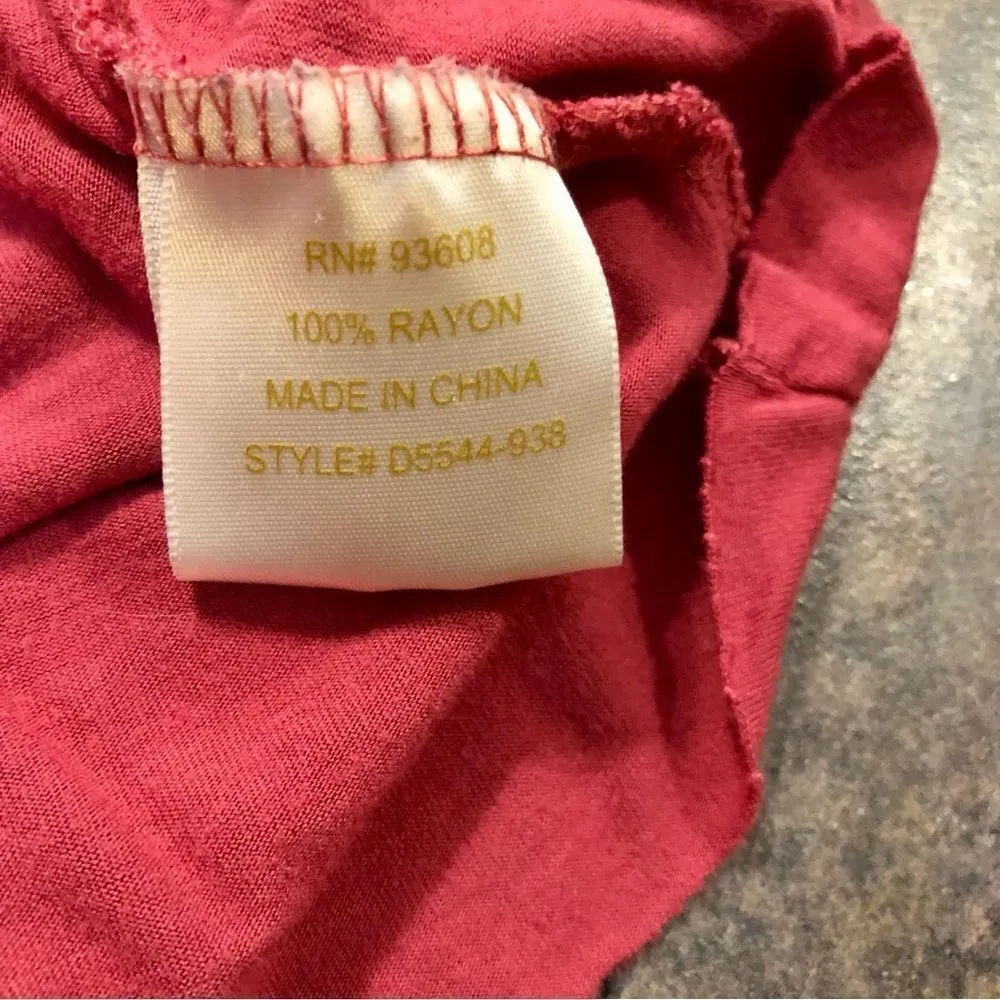 RN# 93608
100% RAYON
MADE IN CHINA
STYLE# D5544-938